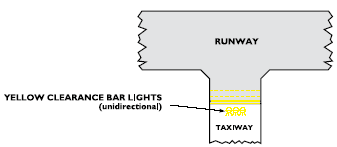 RUNWAY
YELLOW CLEARANCE BAR LIGHTS
(unidirectional)
TAXIWAY